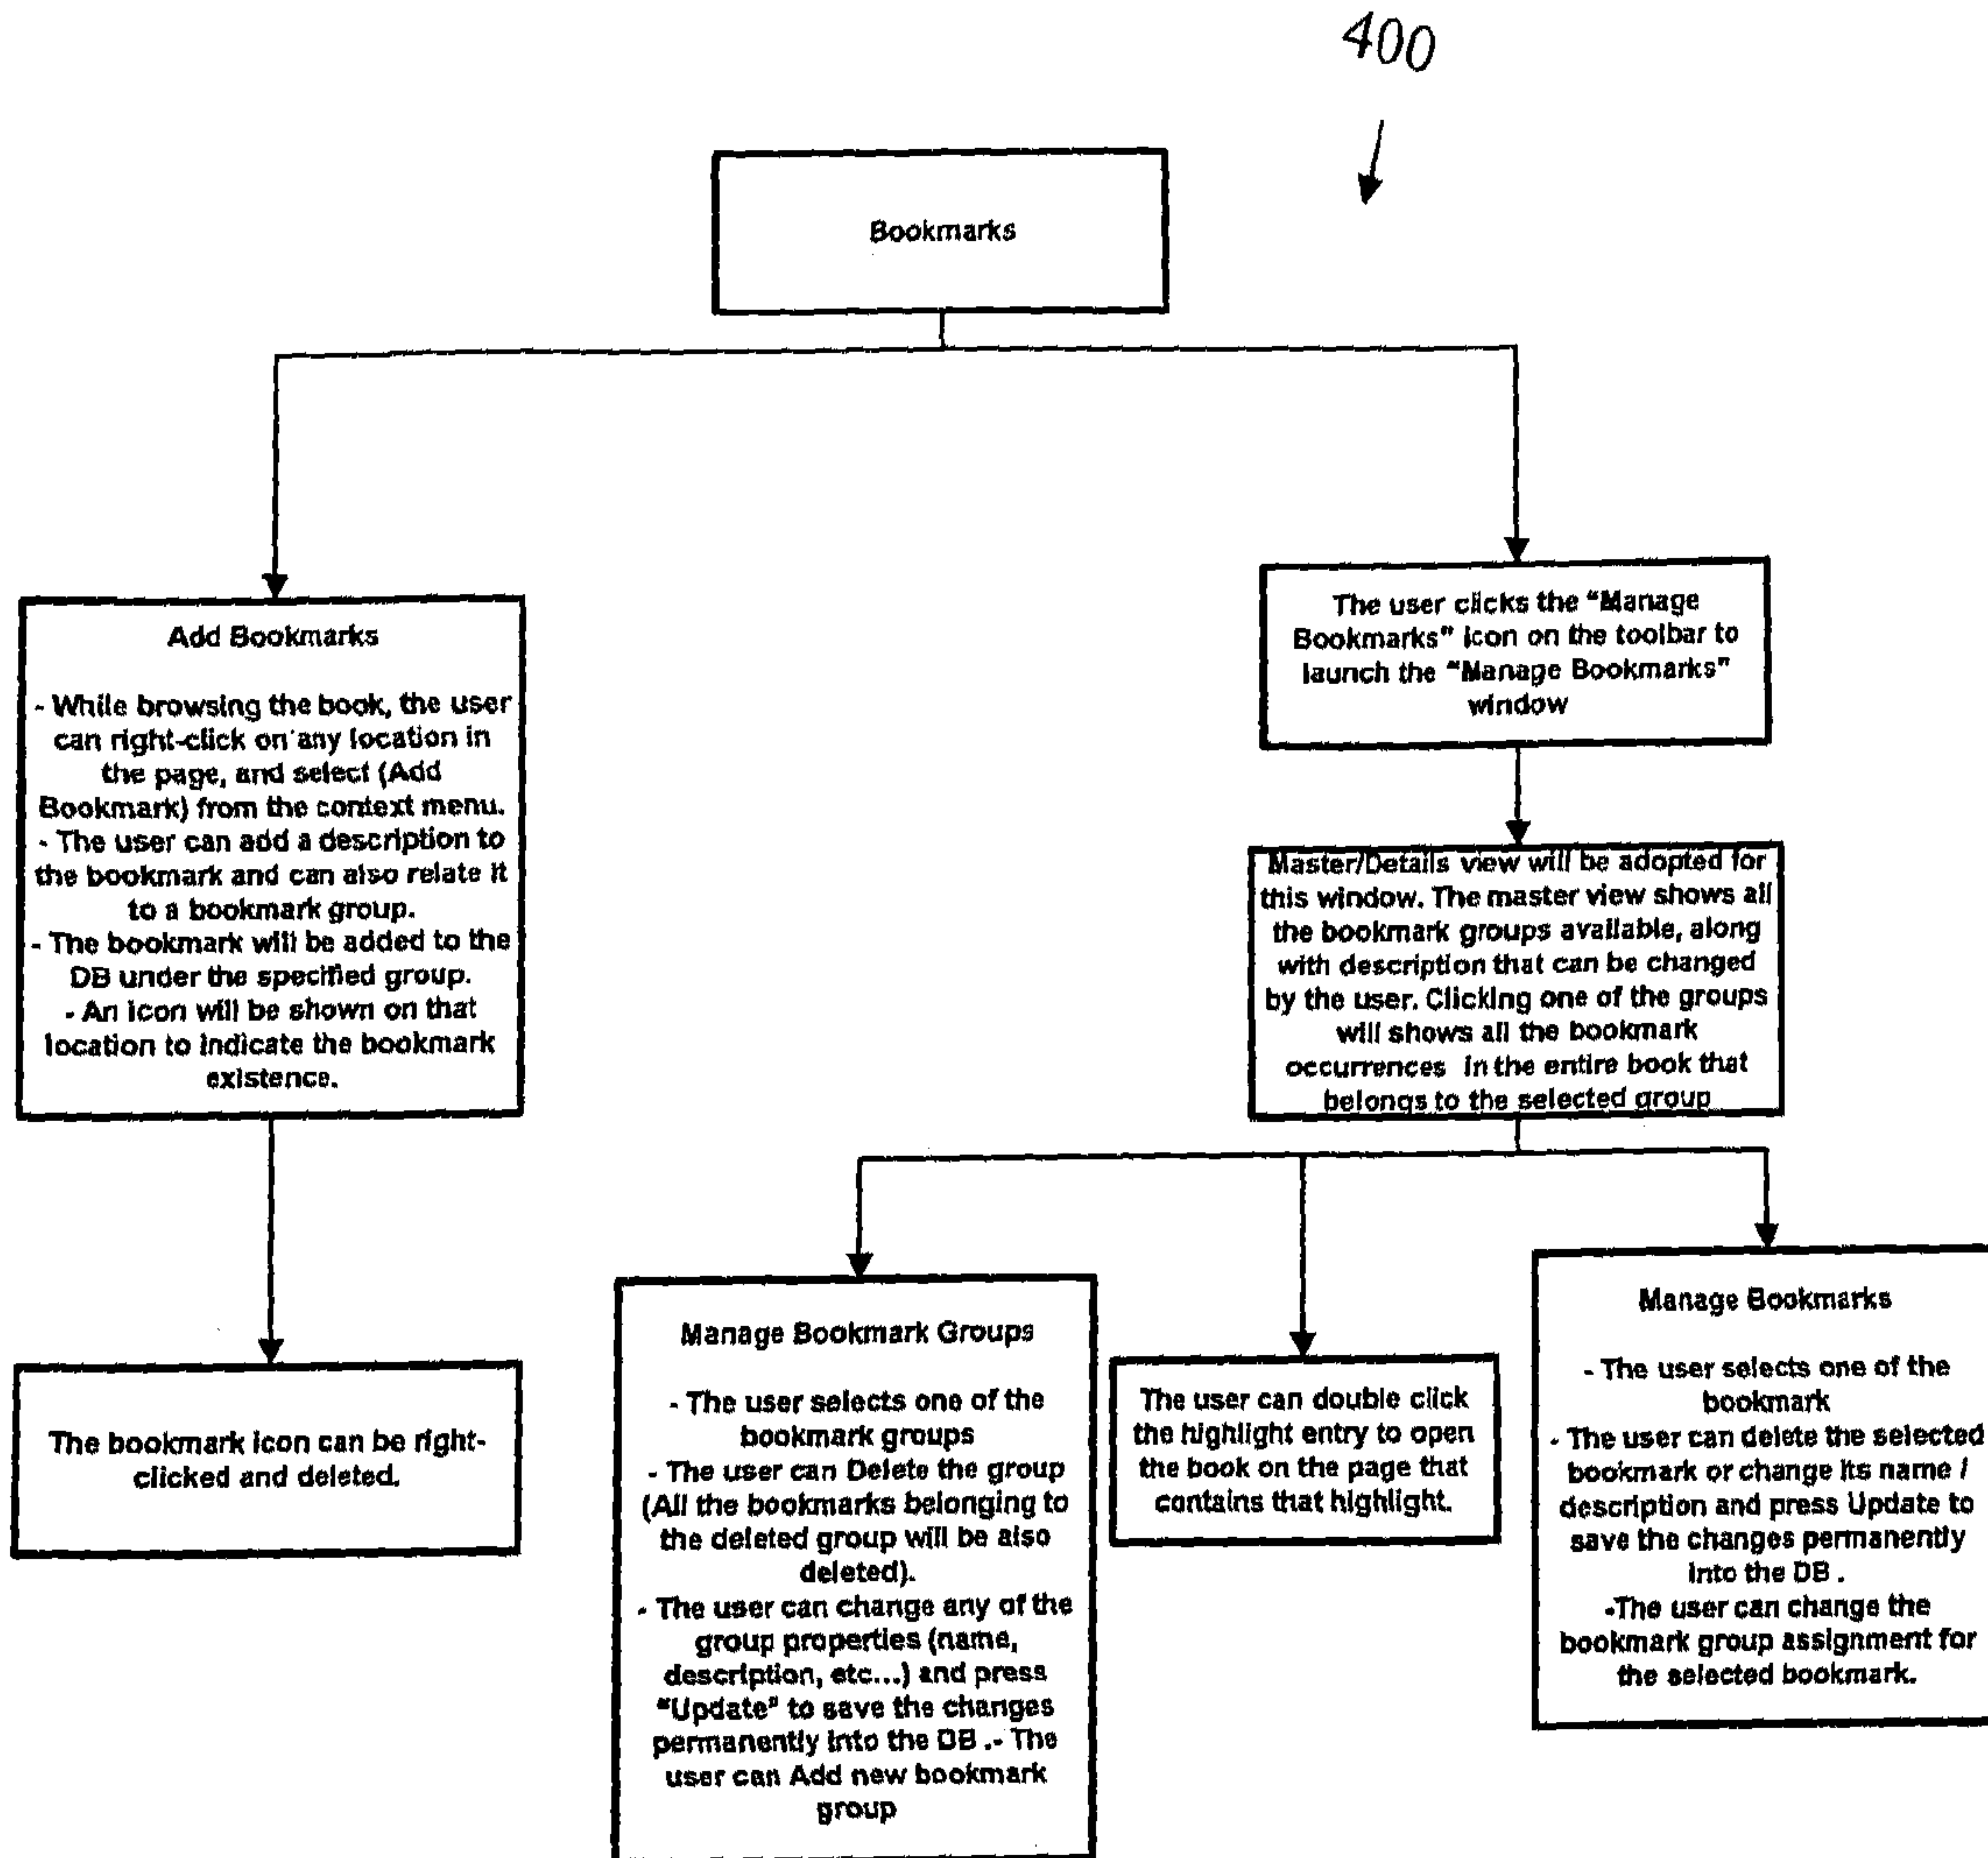 400
Bookmarks
Add Bookmarks
- While browsing the book, the user
can right-click on any location in
the page, and select (Add
Bookmark) from the context menu.
- The user can add a description to
the bookmark and can also relate it
to a bookmark group.
- The bookmark will be added to the
DB under the specified group.
- An icon will be shown on that
location to indicate the bookmark
existence.
The bookmark icon can be right-
clicked and deleted.
The user clicks the "Manage
Bookmarks" icon on the toolbar to
launch the "Manage Bookmarks"
window
Master/Details view will be adopted for
this window. The master view shows all
the bookmark groups available, along
with description that can be changed
by the user. Clicking one of the groups
will shows all the bookmark
occurrences in the entire book that
belongs to the selected group
Manage Bookmark Groups
- The user selects one of the
bookmark groups
- The user can Delete the group
(All the bookmarks belonging to
the deleted group will be also
deleted).
- The user can change any of the
group properties (name,
description, etc...) and press
"Update" to save the changes
permanently into the DB .- The
user can Add new bookmark
group
The user can double click
the highlight entry to open
the book on the page that
contains that highlight.
Manage Bookmarks
- The user selects one of the
bookmark
- The user can delete the selected
bookmark or change its name /
description and press Update to
save the changes permanently
into the DB .
-The user can change the
bookmark group assignment for
the selected bookmark.